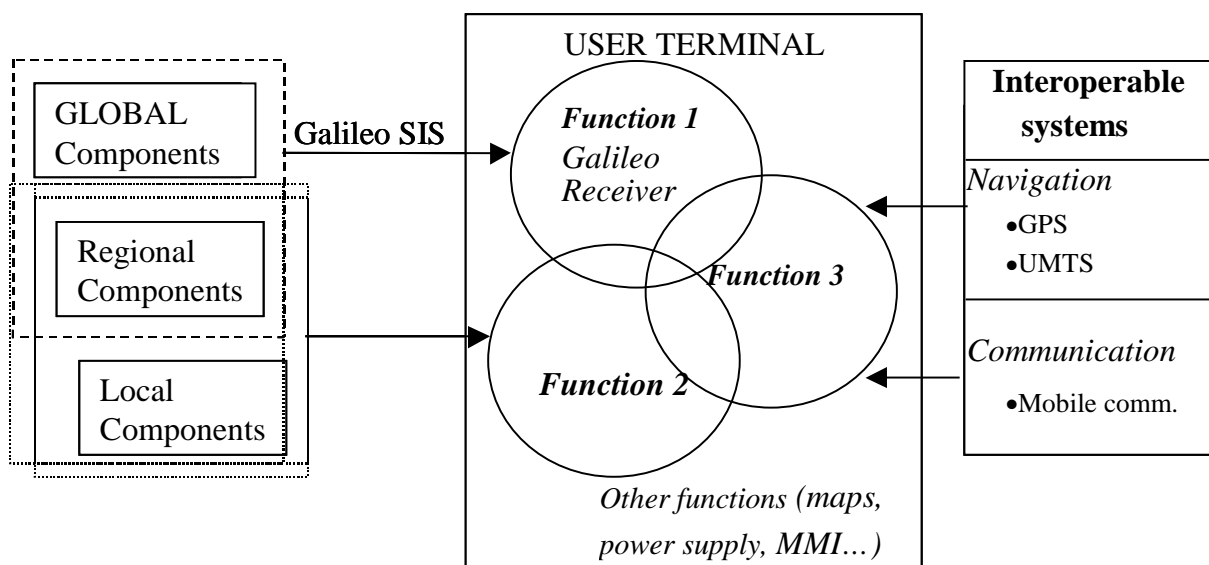 USER TERMINAL
GLOBAL
Components
Galileo SIS
Function 1
Galileo
Receiver
Interoperable
systems
Navigation
•GPS
•UMTS
Regional
Components
Function 3
Communication
•Mobile comm.
Local
Components
Function 2
Other functions (maps,
power supply, MMI…)